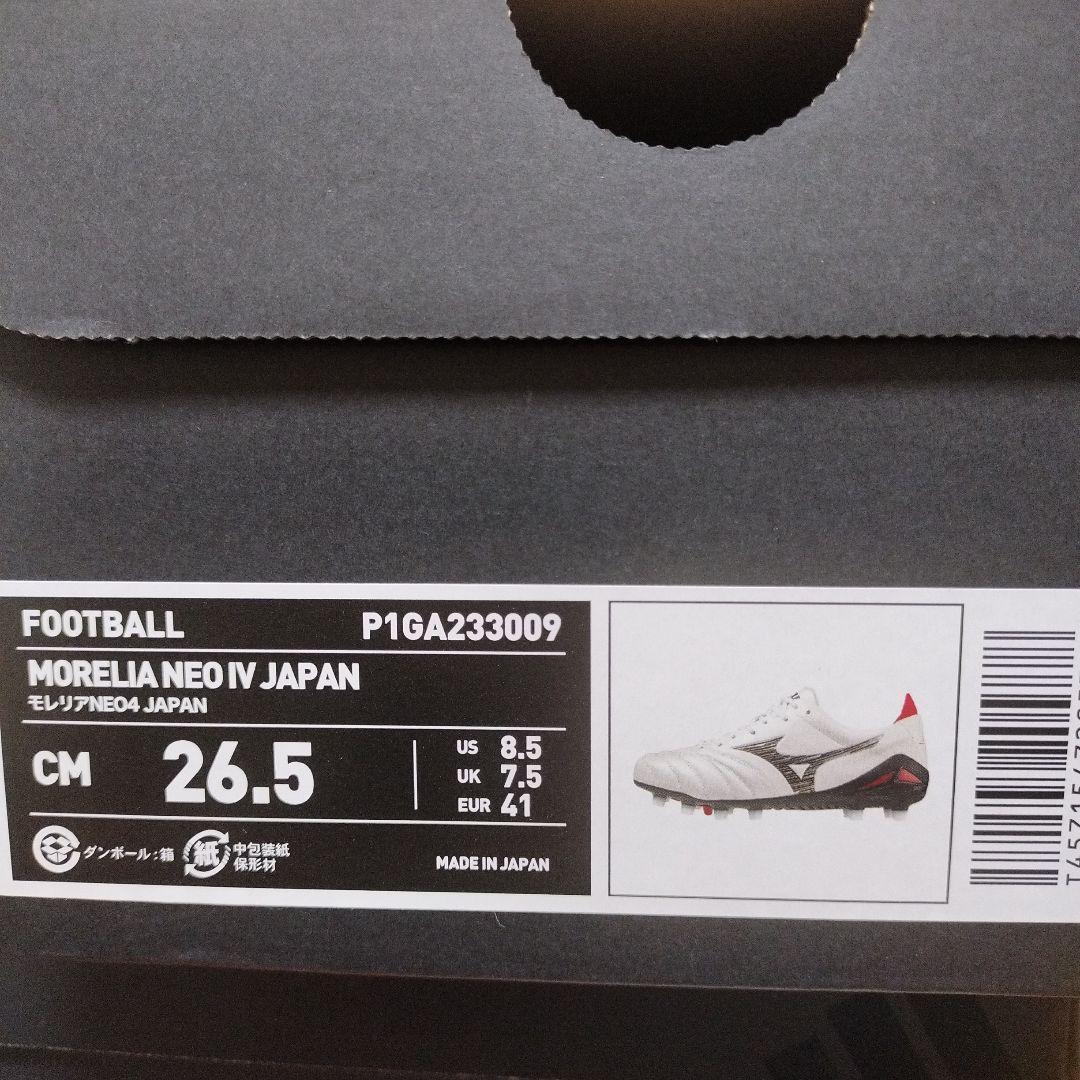 FOOTBALL P1GA233009
MORELIA NEO IV JAPAN
モレリアNEO4 JAPAN
CM 26.5
US 8.5
UK 7.5
EUR 41
ダンボール:箱
紙 中包装紙
保形材
MADE IN JAPAN